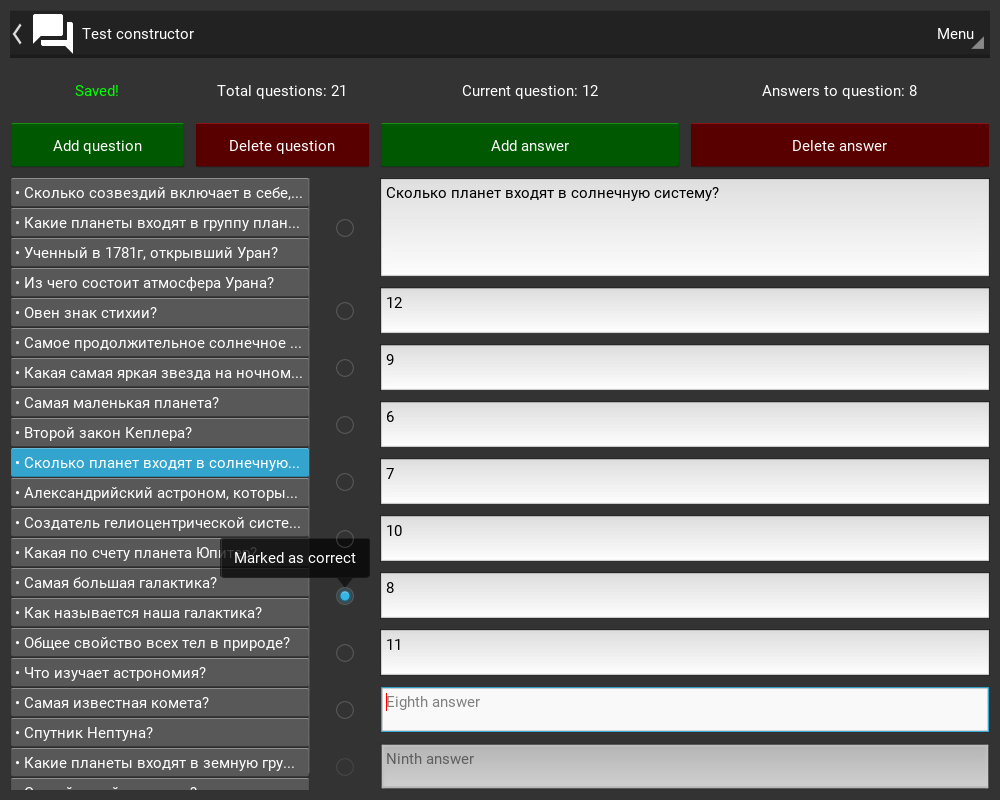 Test constructor
Menu
Saved!
Total questions: 21
Current question: 12
Answers to question: 8
Add question
Delete question
Add answer
Delete answer
• Сколько созвездий включает в себе,...
• Какие планеты входят в группу план...
• Ученный в 1781г, открывший Уран?
• Из чего состоит атмосфера Урана?
• Овен знак стихии?
• Самое продолжительное солнечное ...
• Какая самая яркая звезда на ночном...
• Самая маленькая планета?
• Второй закон Кеплера?
• Сколько планет входят в солнечную...
• Александрийский астроном, которы...
• Создатель гелиоцентрической систе...
• Какая по счету планета Юпитер?
• Самая большая галактика?
• Как называется наша галактика?
• Общее свойство всех тел в природе?
• Что изучает астрономия?
• Самая известная комета?
• Спутник Нептуна?
• Какие планеты входят в земную гру...
Marked as correct
Сколько планет входят в солнечную систему?
12
9
6
7
10
8
11
Eighth answer
Ninth answer